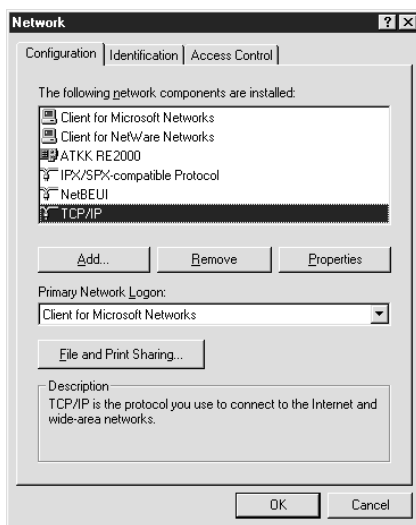 Network
Configuration Identification Access Control
The following network components are installed:
Client for Microsoft Networks
Client for NetWare Networks
ATKK RE2000
IPX/SPX-compatible Protocol
NetBEUI
TCP/IP
Add... Remove Properties
Primary Network Logon:
Client for Microsoft Networks
File and Print Sharing...
Description
TCP/IP is the protocol you use to connect to the Internet and
wide-area networks.
OK Cancel